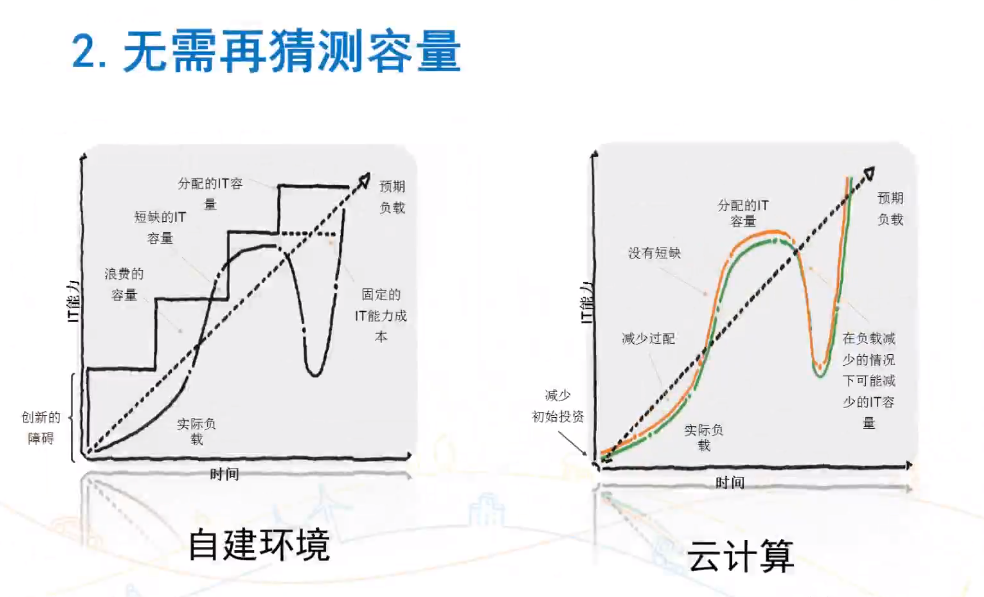 2. 无需再猜测容量
分配的IT容
量
预期
负载
短缺的IT
容量
浪费的
容量
IT能力
固定的
IT能力成
本
创新的
障碍
实际负
载
时间
自建环境
分配的IT
容量
预期
负载
没有短缺
IT能力
减少过配
在负载减
少的情况
下可能减
少的IT容
量
减少
初始投资
实际负
载
时间
云计算